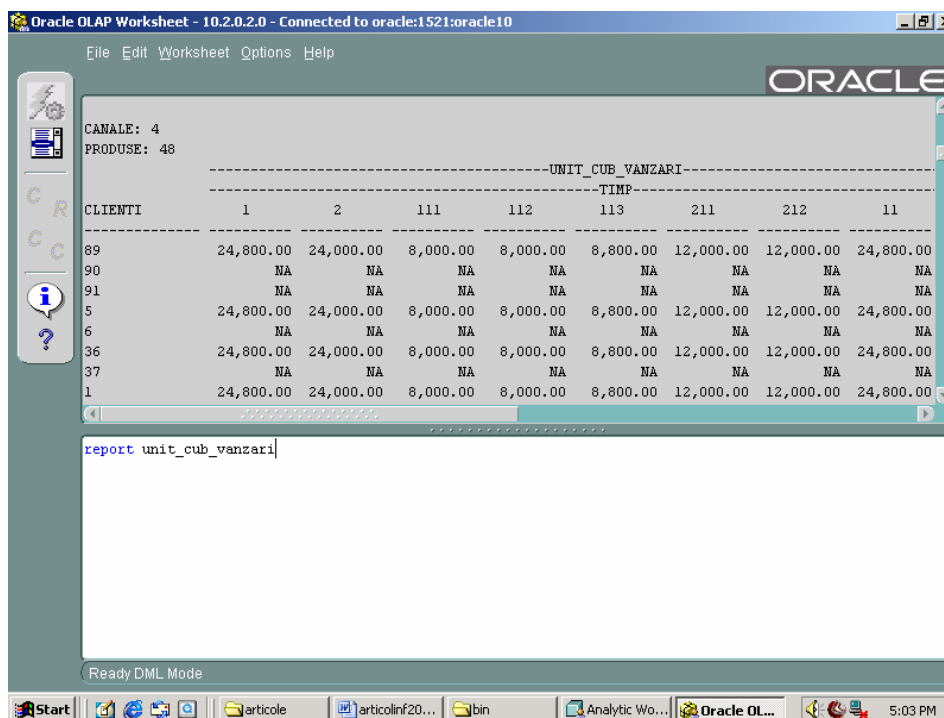 Oracle OLAP Worksheet - 10.2.0.2.0 - Connected to oracle:1521:oracle10
File Edit Worksheet Options Help
ORACLE
CANALE: 4
PRODUSE: 48
UNIT_CUB_VANZARI
TIMP
CLIENTI 1 2 111 112 113 211 212 11
89 24,800.00 24,000.00 8,000.00 8,000.00 8,800.00 12,000.00 12,000.00 24,800.00
90 NA NA NA NA NA NA NA NA
91 NA NA NA NA NA NA NA NA
5 24,800.00 24,000.00 8,000.00 8,000.00 8,800.00 12,000.00 12,000.00 24,800.00
6 NA NA NA NA NA NA NA NA
36 24,800.00 24,000.00 8,000.00 8,000.00 8,800.00 12,000.00 12,000.00 24,800.00
37 NA NA NA NA NA NA NA NA
1 24,800.00 24,000.00 8,000.00 8,000.00 8,800.00 12,000.00 12,000.00 24,800.00
C R
C C
i
?
report unit_cub_vanzari
Ready DML Mode
Start articole articolinf20... bin Analytic Wo... Oracle OL... 5:03 PM